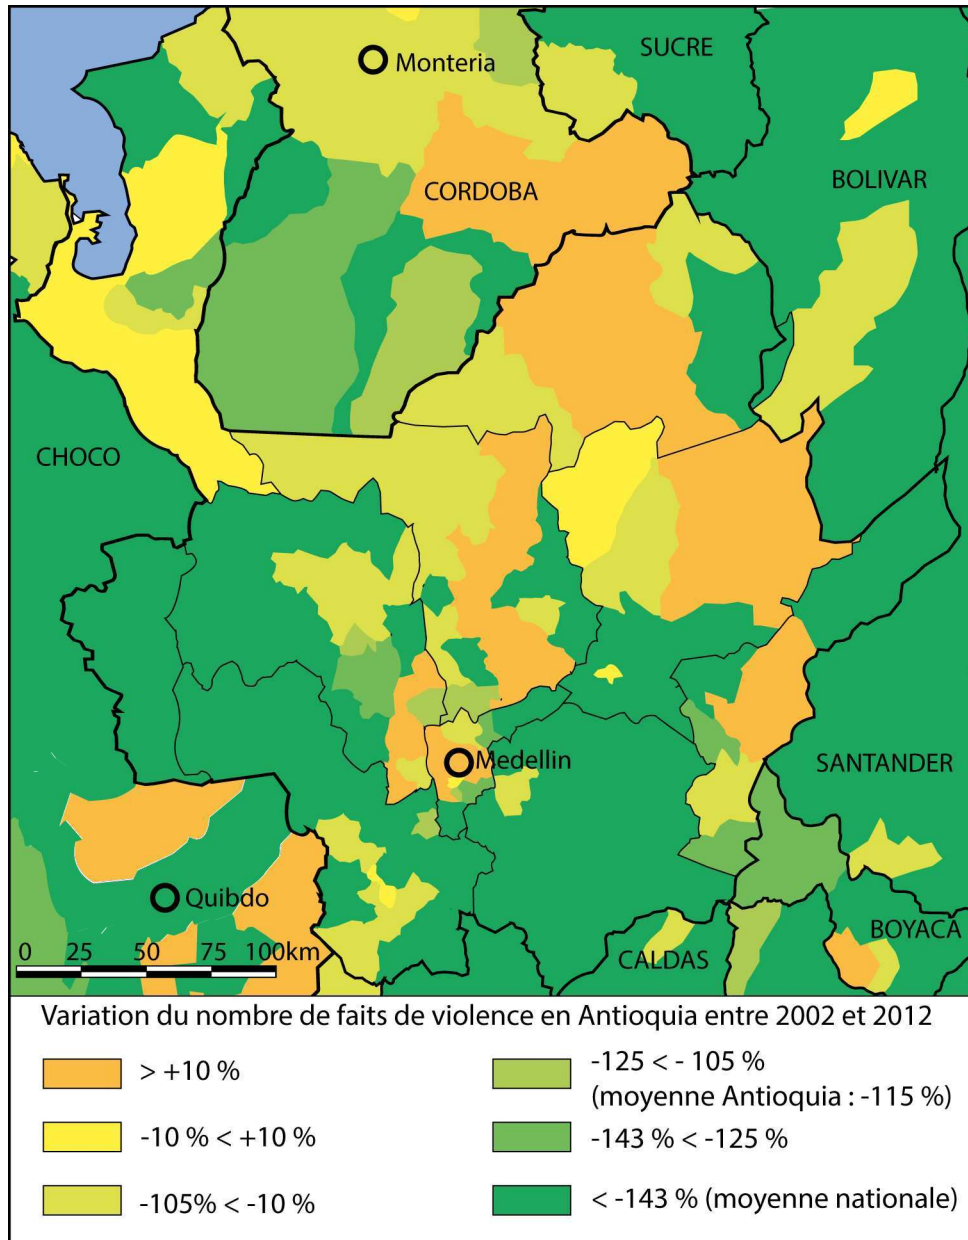 SUCRE
Monteria
BOLIVAR
CORDOBA
CHOCO
Medellin
SANTANDER
Quibdo
BOYACA
CALDAS
0 25 50 75 100km
Variation du nombre de faits de violence en Antioquia entre 2002 et 2012
> +10 %
-10 % < +10 %
-105% < -10 %
-125 < - 105 %
(moyenne Antioquia : -115 %)
-143 % < -125 %
< -143 % (moyenne nationale)